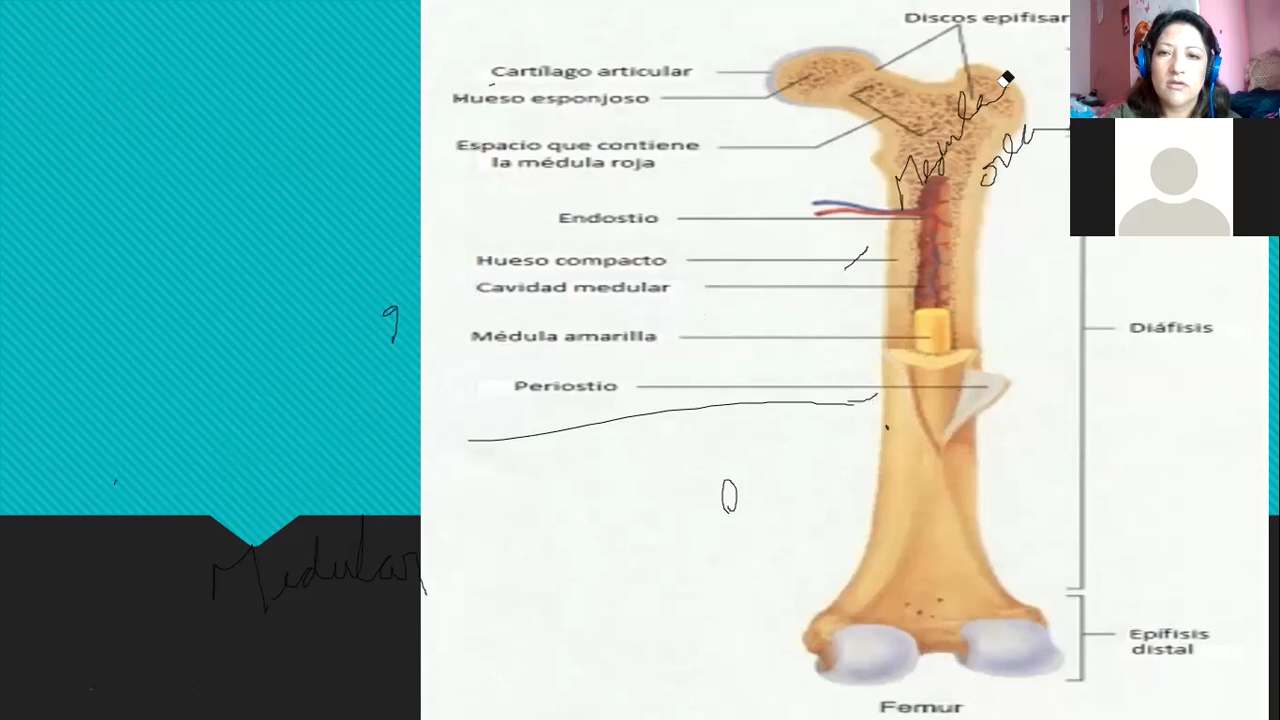 Discos epifisar
Cartílago articular
Hueso esponjoso
Espacio que contiene
la médula roja
Endostio
Hueso compacto
Cavidad medular
Médula amarilla
Periostio
Diáfisis
Epífisis
distal
Femur
Medular